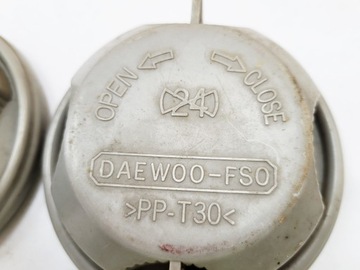 OPEN CLOSE
24
DAEWOO-FSO
>PP-T30<